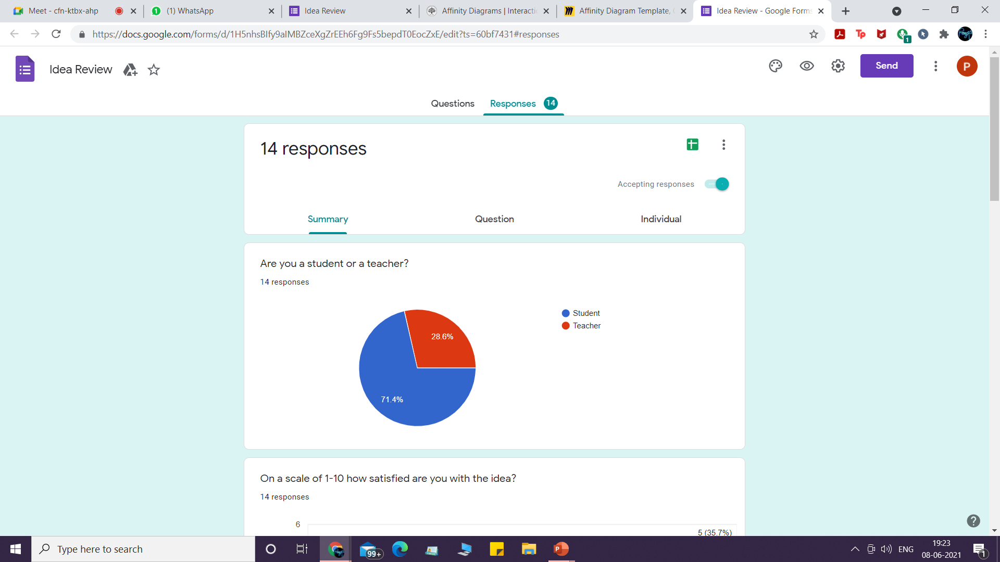 Meet - cfn-ktbx-ahp
(1) WhatsApp
Idea Review
Affinity Diagrams | Interacti
Affinity Diagram Template,
Idea Review - Google Forms
https://docs.google.com/forms/d/1H5nhsBIfy9aIMBZceXgZrEEh6Fg9Fs5bepdT0EocZxE/edit?ts=60bf7431#responses
1
Idea Review
Send
P
Questions
Responses 14
14 responses
Accepting responses
Summary
Question
Individual
Are you a student or a teacher?
14 responses
Student
Teacher
28.6%
71.4%
On a scale of 1-10 how satisfied are you with the idea?
14 responses
6
5 (35.7%)
Type here to search
99+
ENG
19:23
08-06-2021
1